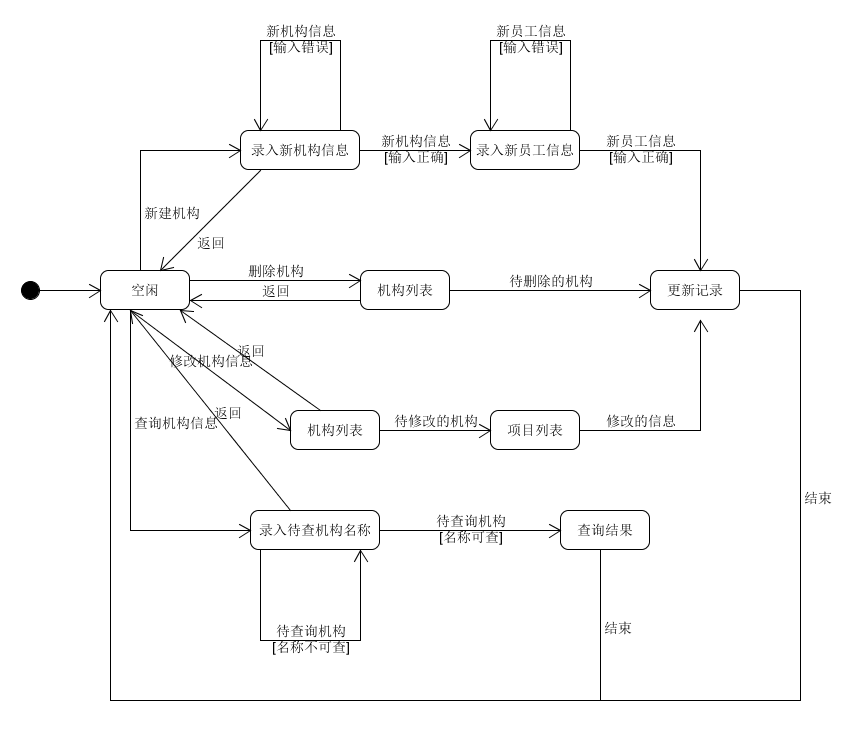 新机构信息
[输入错误]
新员工信息
[输入错误]
录入新机构信息
新机构信息
[输入正确]
录入新员工信息
新员工信息
[输入正确]
新建机构
返回
空闲
删除机构
返回
机构列表
待删除的机构
更新记录
修改机构信息
返回
查询机构信息
返回
机构列表
待修改的机构
项目列表
修改的信息
结束
录入待查机构名称
待查询机构
[名称可查]
查询结果
待查询机构
[名称不可查]
结束